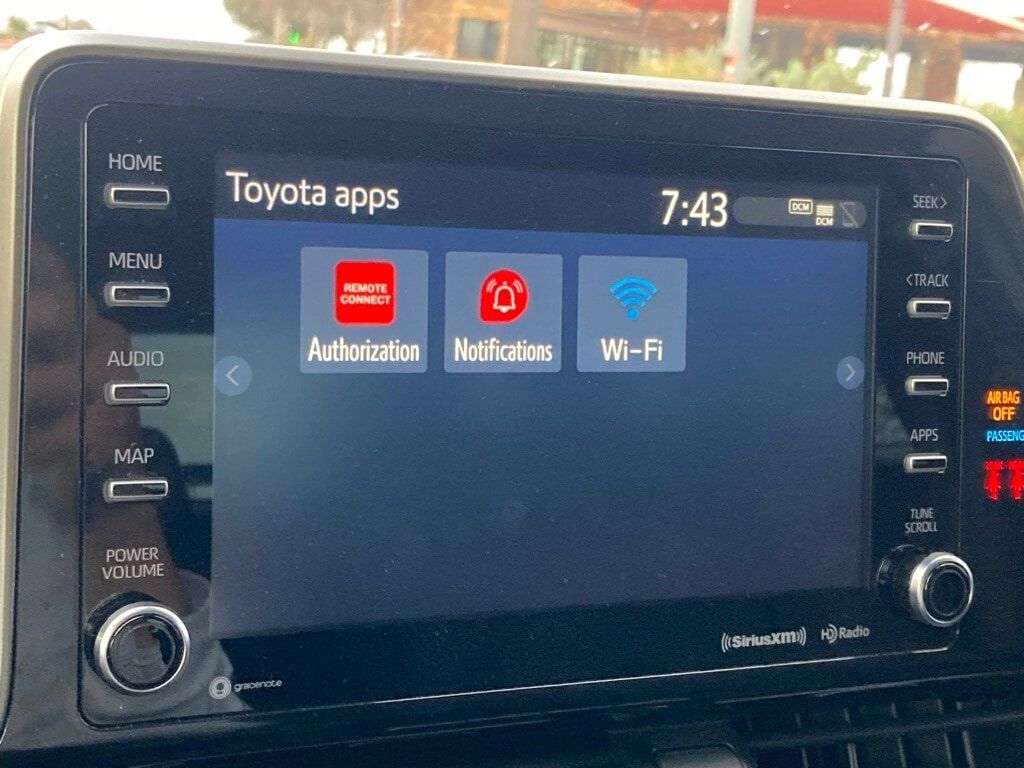 HOME
MENU
AUDIO
MAP
POWER
VOLUME
Toyota apps
7:43
DCM
DCM
REMOTE
CONNECT
Authorization
Notifications
Wi-Fi
SEEK>
<TRACK
PHONE
APPS
TUNE
SCROLL
AIR BAG
OFF
PASSENG
((SiriusXM))
HD Radio
gracenote